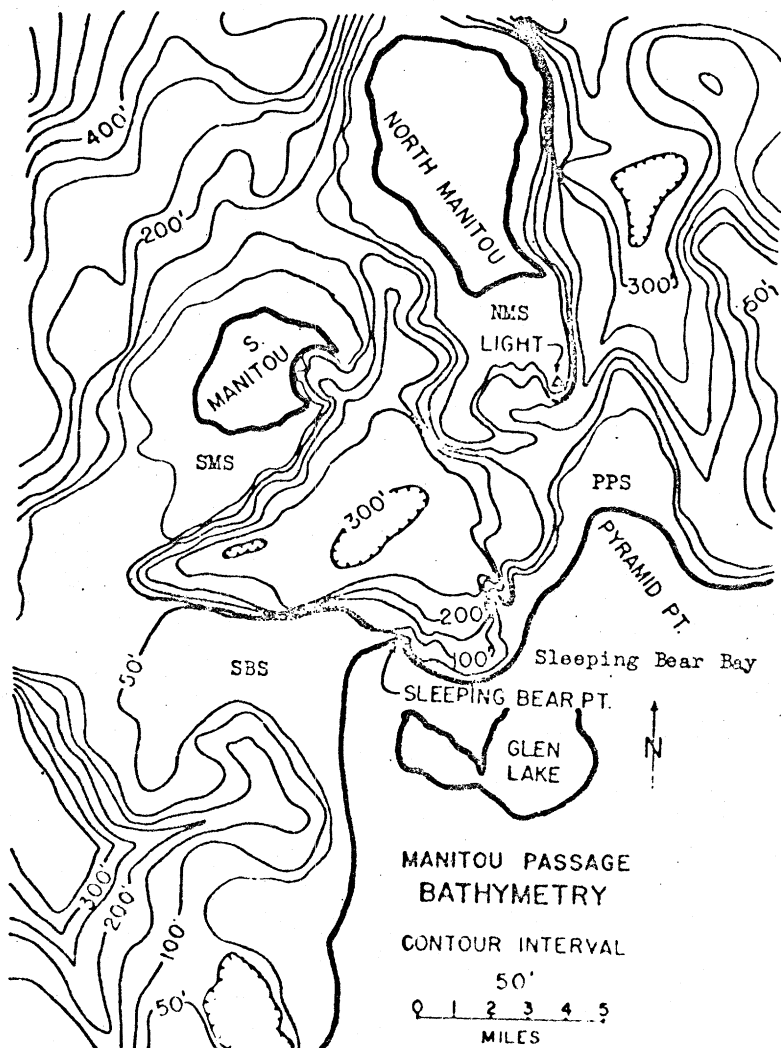 400'
NORTH MANITOU
200'
300'
50'
NMS
LIGHT
S.
MANITOU
SMS
300'
PPS
PYRAMID PT.
200
100'
Sleeping Bear Bay
50'
SBS
SLEEPING BEAR PT.
GLEN
LAKE
N
MANITOU PASSAGE
BATHYMETRY
CONTOUR INTERVAL
50'
0 1 2 3 4 5
MILES
300'
200'
100'
50'